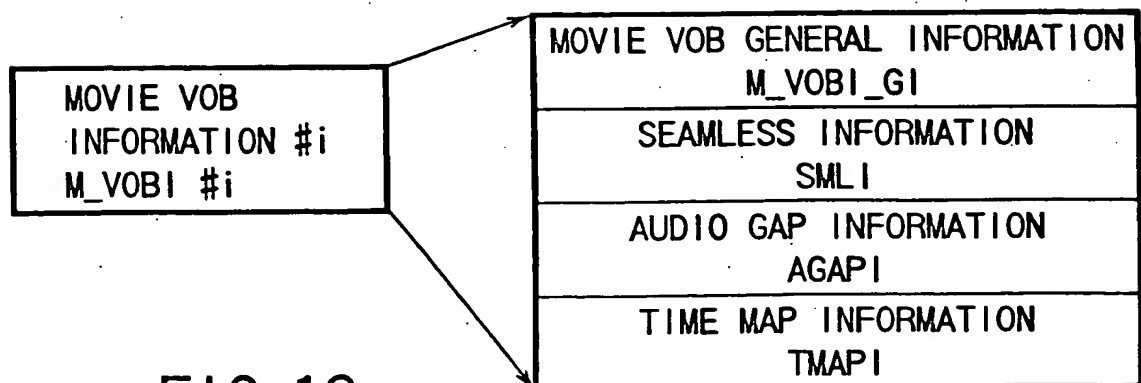 MOVIE VOB
INFORMATION #i
M_VOBI #i
MOVIE VOB GENERAL INFORMATION
M_VOBI_GI
SEAMLESS INFORMATION
SMLI
AUDIO GAP INFORMATION
AGAPI
TIME MAP INFORMATION
TMAPI